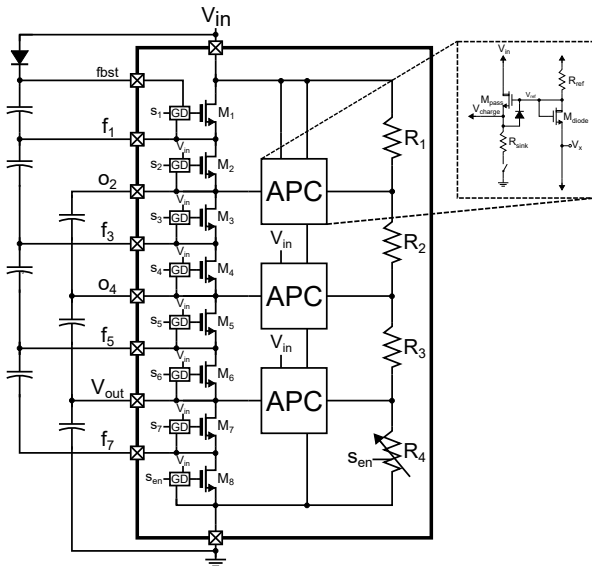 Vin
fbst
s1 GD M1
f1
Vin
s2 GD M2
o2
Vin
s3 GD M3
f3
Vin
s4 GD M4
o4
Vin
s5 GD M5
f5
Vin
s6 GD M6
Vout
Vin
s7 GD M7
f7
Vin
sen GD M8
APC
Vin
APC
Vin
APC
R1
R2
R3
R4
sen
Vin
Rref
Mpass
Vref
Mdiode
Vcharge
Rsink
Vx